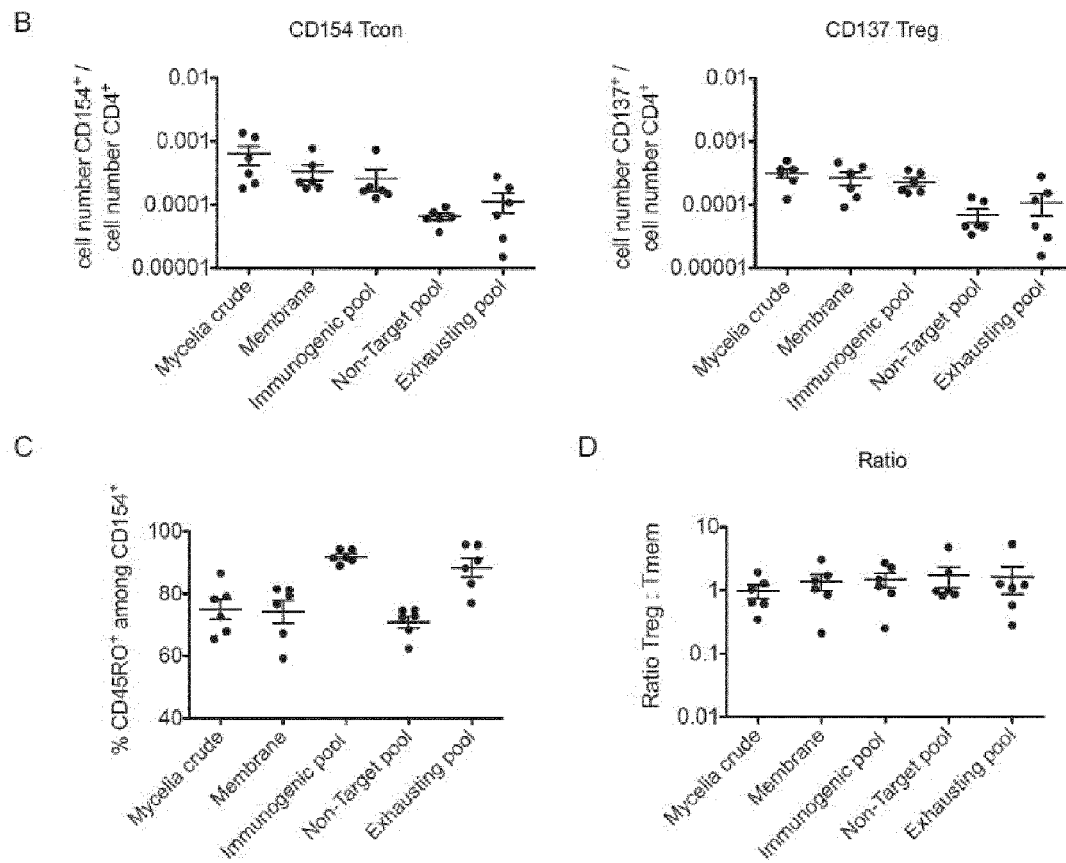 B
CD154 Tcon
CD137 Treg
cell number CD154⁺ /
cell number CD4⁺
0.01
0.001
0.0001
0.00001
Mycelia crude
Membrane
Immunogenic pool
Non-Target pool
Exhausting pool
cell number CD137⁺ /
cell number CD4⁺
0.01
0.001
0.0001
0.00001
Mycelia crude
Membrane
Immunogenic pool
Non-Target pool
Exhausting pool
C
% CD45RO⁺ among CD154⁺
100
80
60
40
Mycelia crude
Membrane
Immunogenic pool
Non-Target pool
Exhausting pool
D
Ratio
Ratio Treg : Tmem
10
1
0.1
0.01
Mycelia crude
Membrane
Immunogenic pool
Non-Target pool
Exhausting pool